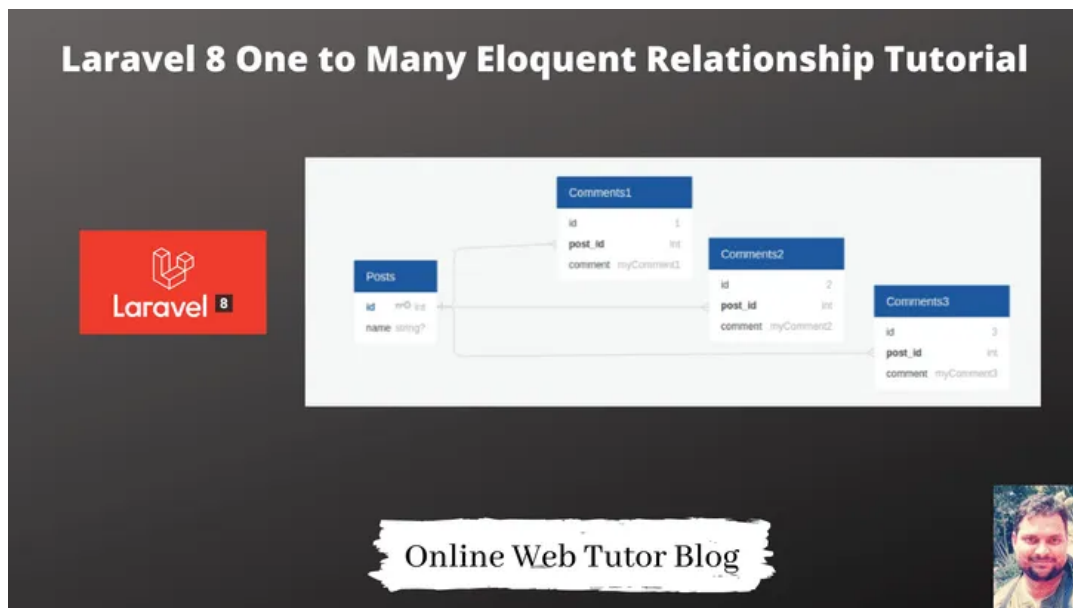 Laravel 8 One to Many Eloquent Relationship Tutorial
Laravel 8
Posts
id int
name string?
Comments1
id 1
post_id int
comment myComment1
Comments2
id 2
post_id int
comment myComment2
Comments3
id 3
post_id int
comment myComment3
Online Web Tutor Blog